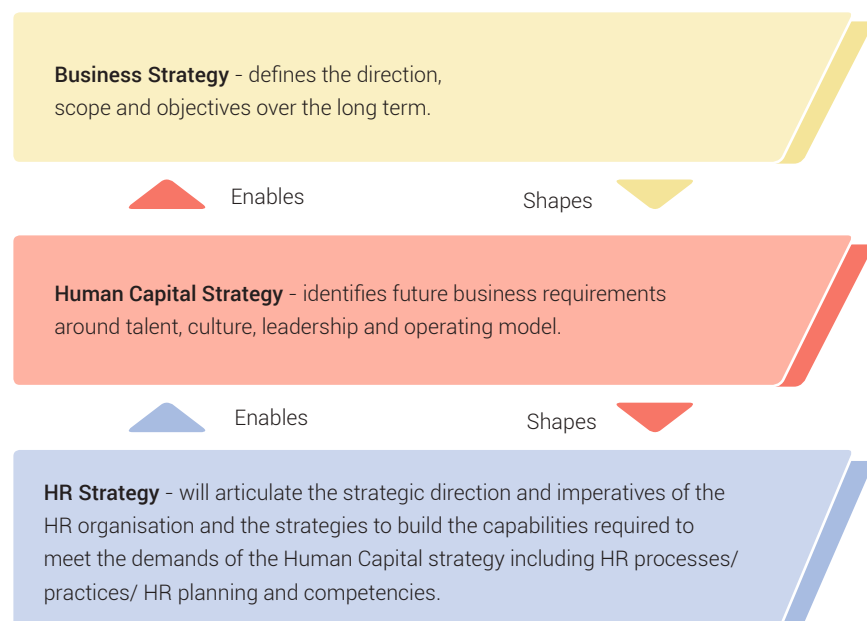 Business Strategy - defines the direction,
scope and objectives over the long term.
Enables
Shapes
Human Capital Strategy - identifies future business requirements
around talent, culture, leadership and operating model.
Enables
Shapes
HR Strategy - will articulate the strategic direction and imperatives of the
HR organisation and the strategies to build the capabilities required to
meet the demands of the Human Capital strategy including HR processes/
practices/ HR planning and competencies.